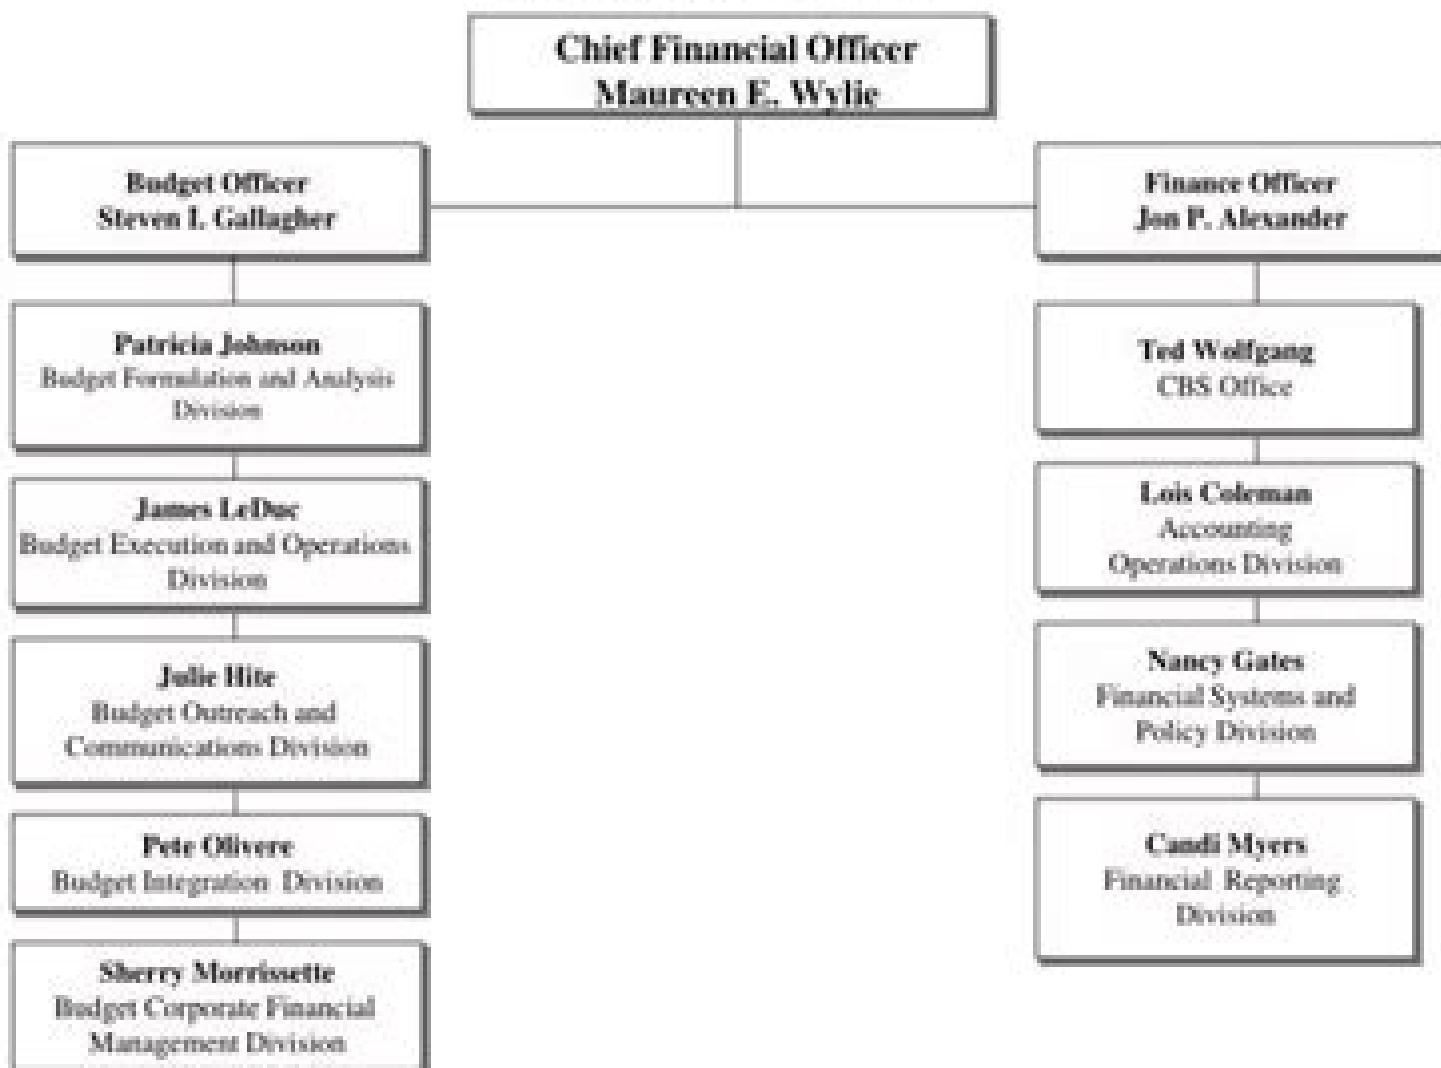 Chief Financial Officer
Maureen E. Wylie
Budget Officer
Steven I. Gallagher
Patricia Johnson
Budget Formulation and Analysis
Division
James LeDuc
Budget Execution and Operations
Division
Julie Hite
Budget Outreach and
Communications Division
Pete Olivere
Budget Integration Division
Sherry Morrissette
Budget Corporate Financial
Management Division
Finance Officer
Jon P. Alexander
Ted Wolfgang
CBS Office
Lois Coleman
Accounting
Operations Division
Nancy Gates
Financial Systems and
Policy Division
Candi Myers
Financial Reporting
Division